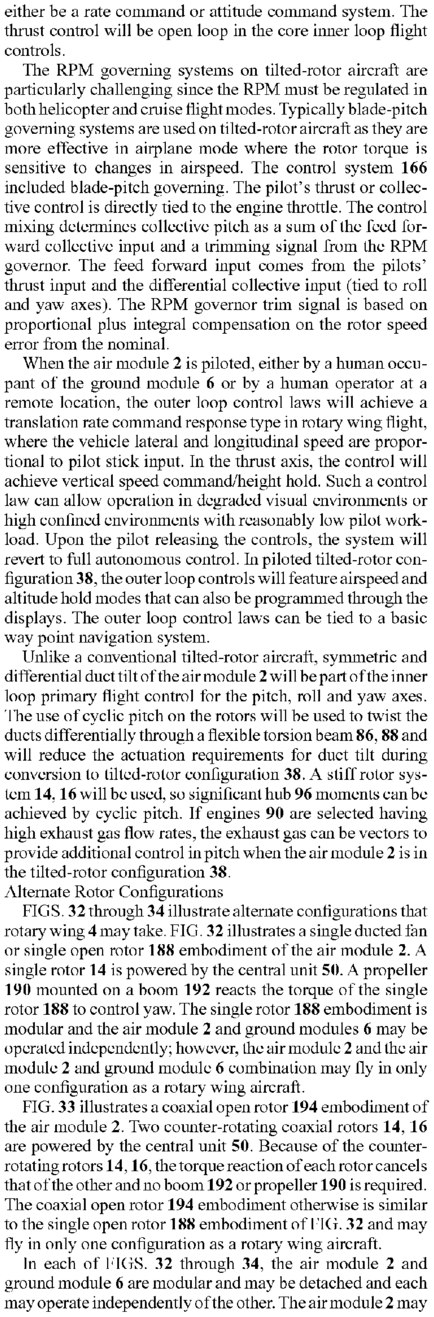 either be a rate command or attitude command system. The
thrust control will be open loop in the core inner loop flight
controls.
The RPM governing systems on tilted-rotor aircraft are
particularly challenging since the RPM must be regulated in
both helicopter and cruise flight modes. Typically blade-pitch
governing systems are used on tilted-rotor aircraft as they are
more effective in airplane mode where the rotor torque is
sensitive to changes in airspeed. The control system 166
included blade-pitch governing. The pilot's thrust or collec-
tive control is directly tied to the engine throttle. The control
mixing determines collective pitch as a sum of the feed for-
ward collective input and a trimming signal from the RPM
governor. The feed forward input comes from the pilots'
thrust input and the differential collective input (tied to roll
and yaw axes). The RPM governor trim signal is based on
proportional plus integral compensation on the rotor speed
error from the nominal.
When the air module 2 is piloted, either by a human occu-
pant of the ground module 6 or by a human operator at a
remote location, the outer loop control laws will achieve a
translation rate command response type in rotary wing flight,
where the vehicle lateral and longitudinal speed are propor-
tional to pilot stick input. In the thrust axis, the control will
achieve vertical speed command/height hold. Such a control
law can allow operation in degraded visual environments or
high confined environments with reasonably low pilot work-
load. Upon the pilot releasing the controls, the system will
revert to full autonomous control. In piloted tilted-rotor con-
figuration 38, the outer loop controls will feature airspeed and
altitude hold modes that can also be programmed through the
displays. The outer loop control laws can be tied to a basic
way point navigation system.
Unlike a conventional tilted-rotor aircraft, symmetric and
differential duct tilt of the air module 2 will be part of the inner
loop primary flight control for the pitch, roll and yaw axes.
The use of cyclic pitch on the rotors will be used to twist the
ducts differentially through a flexible torsion beam 86, 88 and
will reduce the actuation requirements for duct tilt during
conversion to tilted-rotor configuration 38. A stiff rotor sys-
tem 14, 16 will be used, so significant hub 96 moments can be
achieved by cyclic pitch. If engines 90 are selected having
high exhaust gas flow rates, the exhaust gas can be vectors to
provide additional control in pitch when the air module 2 is in
the tilted-rotor configuration 38.
Alternate Rotor Configurations
FIGS. 32 through 34 illustrate alternate configurations that
rotary wing 4 may take. FIG. 32 illustrates a single ducted fan
or single open rotor 188 embodiment of the air module 2. A
single rotor 14 is powered by the central unit 50. A propeller
190 mounted on a boom 192 reacts the torque of the single
rotor 188 to control yaw. The single rotor 188 embodiment is
modular and the air module 2 and ground modules 6 may be
operated independently; however, the air module 2 and the air
module 2 and ground module 6 combination may fly in only
one configuration as a rotary wing aircraft.
FIG. 33 illustrates a coaxial open rotor 194 embodiment of
the air module 2. Two counter-rotating coaxial rotors 14, 16
are powered by the central unit 50. Because of the counter-
rotating rotors 14, 16, the torque reaction of each rotor cancels
that of the other and no boom 192 or propeller 190 is required.
The coaxial open rotor 194 embodiment otherwise is similar
to the single open rotor 188 embodiment of FIG. 32 and may
fly in only one configuration as a rotary wing aircraft.
In each of FIGS. 32 through 34, the air module 2 and
ground module 6 are modular and may be detached and each
may operate independently of the other. The air module 2 may